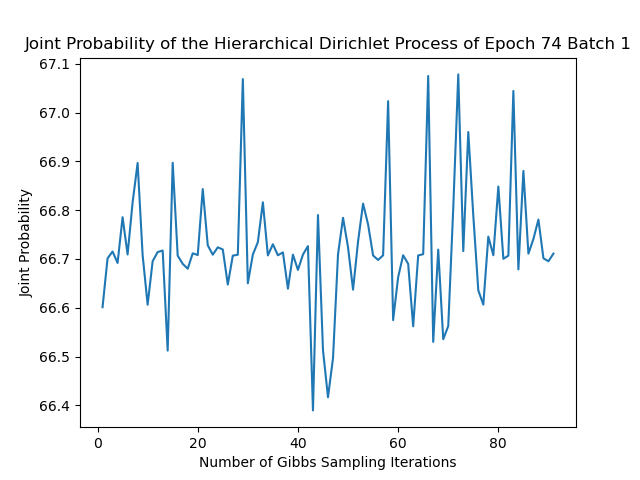 Joint Probability of the Hierarchical Dirichlet Process of Epoch 74 Batch 1
67.1
67.0
66.9
66.8
66.7
66.6
66.5
66.4
Joint Probability
0 20 40 60 80
Number of Gibbs Sampling Iterations